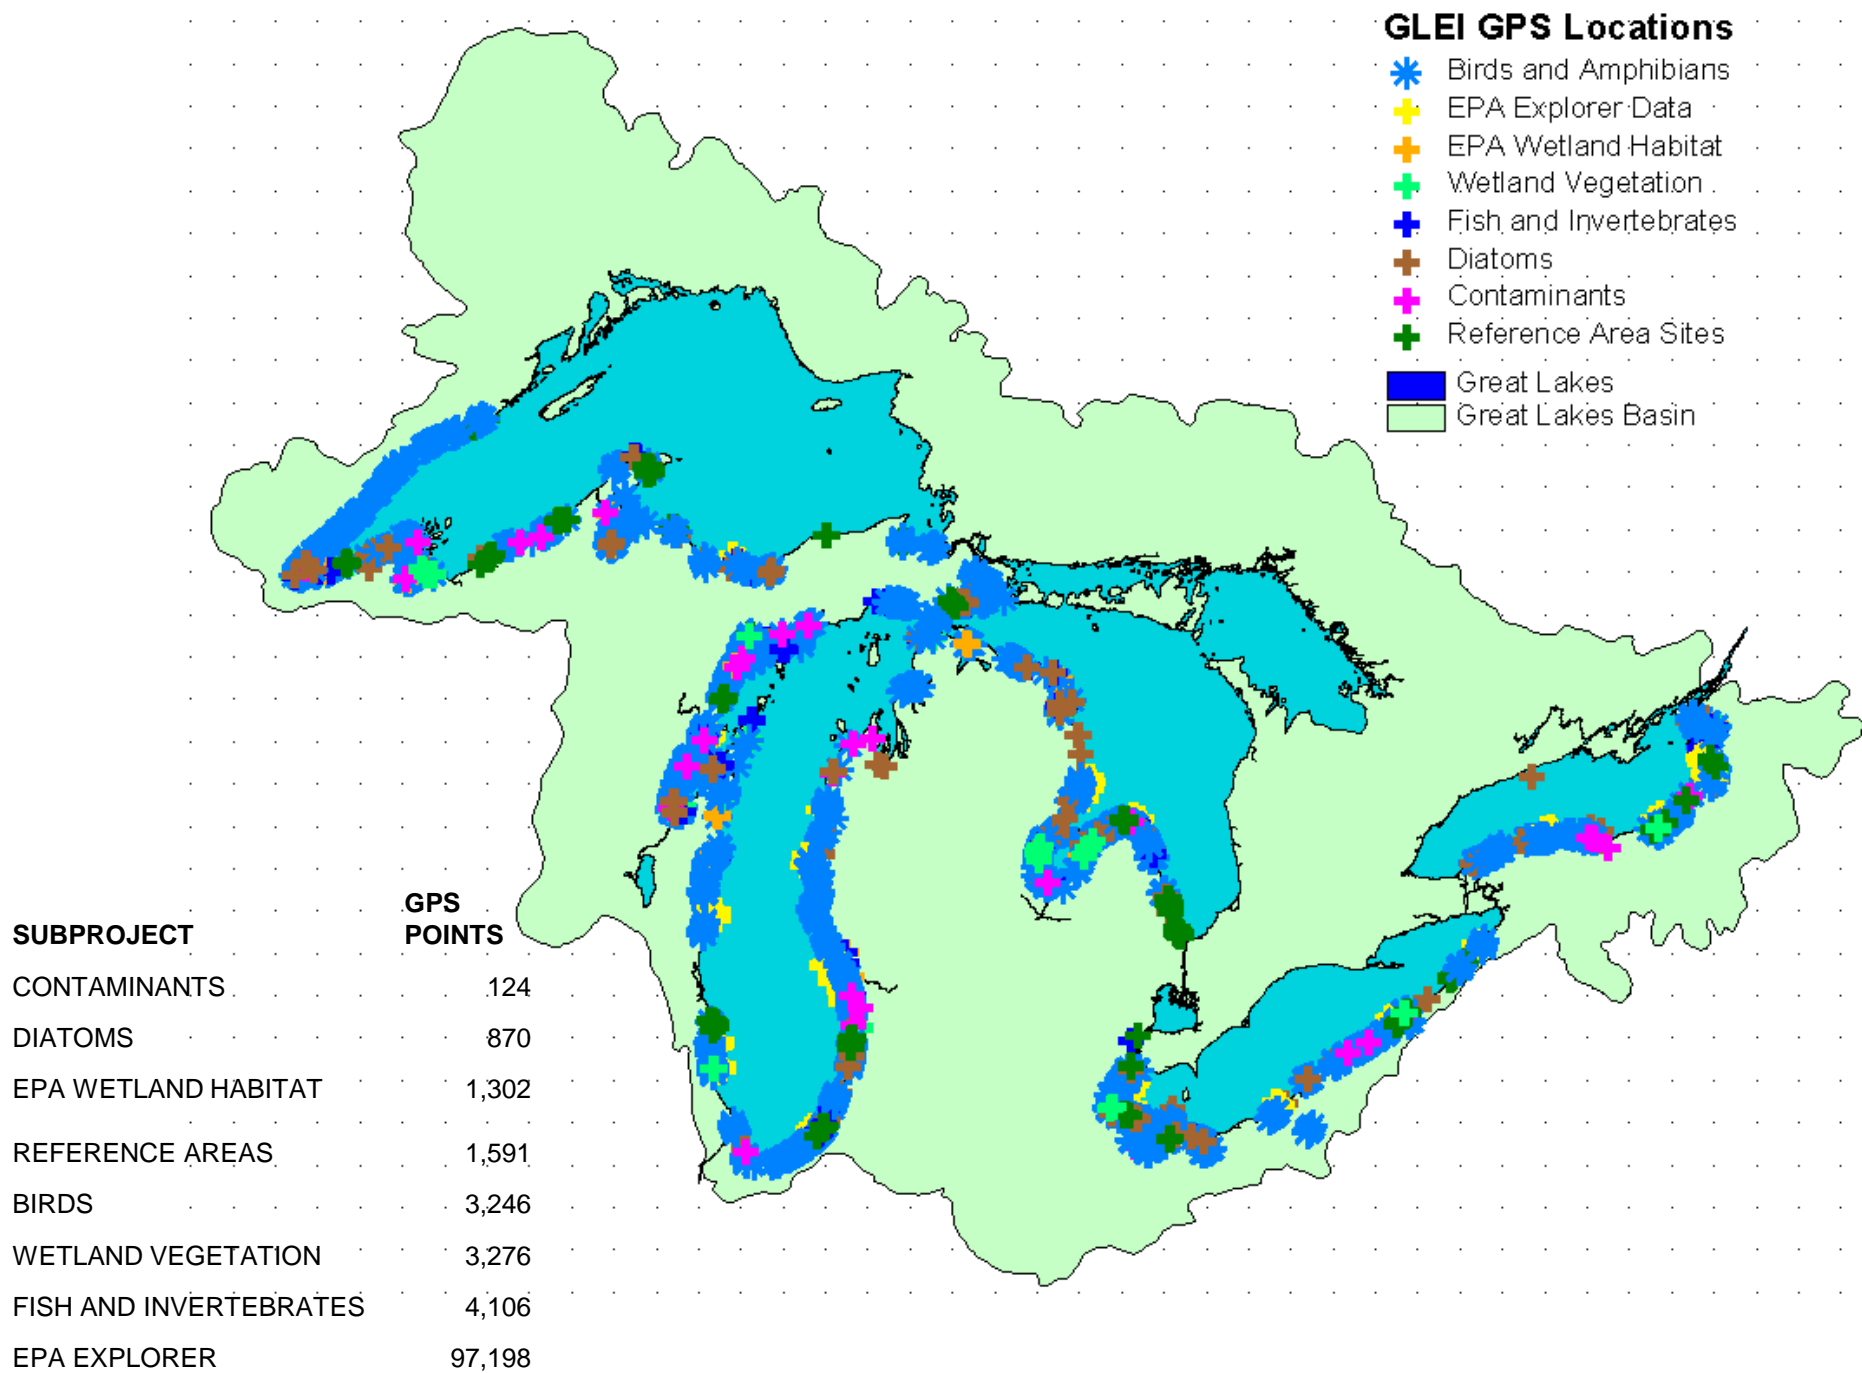 GLEI GPS Locations
Birds and Amphibians
EPA Explorer Data
EPA Wetland Habitat
Wetland Vegetation
Fish and Invertebrates
Diatoms
Contaminants
Reference Area Sites
Great Lakes
Great Lakes Basin
SUBPROJECT GPS POINTS
CONTAMINANTS 124
DIATOMS 870
EPA WETLAND HABITAT 1,302
REFERENCE AREAS 1,591
BIRDS 3,246
WETLAND VEGETATION 3,276
FISH AND INVERTEBRATES 4,106
EPA EXPLORER 97,198